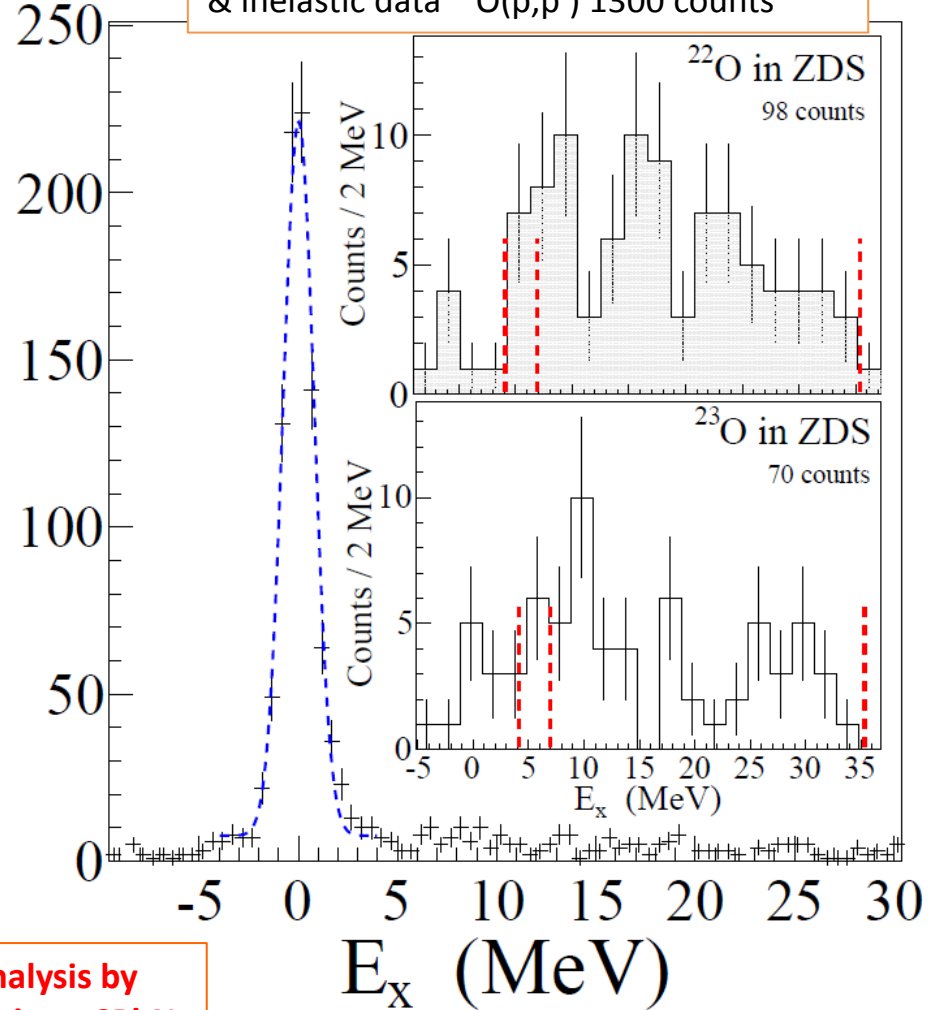 & inelastic data O(p,p') 1300 counts
250
200
150
100
50
0
-5 0 5 10 15 20 25 30
Eₓ (MeV)
²²O in ZDS
98 counts
Counts / 2 MeV
10
5
0
²³O in ZDS
70 counts
Counts / 2 MeV
10
5
0
-5 0 5 10 15 20 25 30 35
Eₓ (MeV)
nalysis by